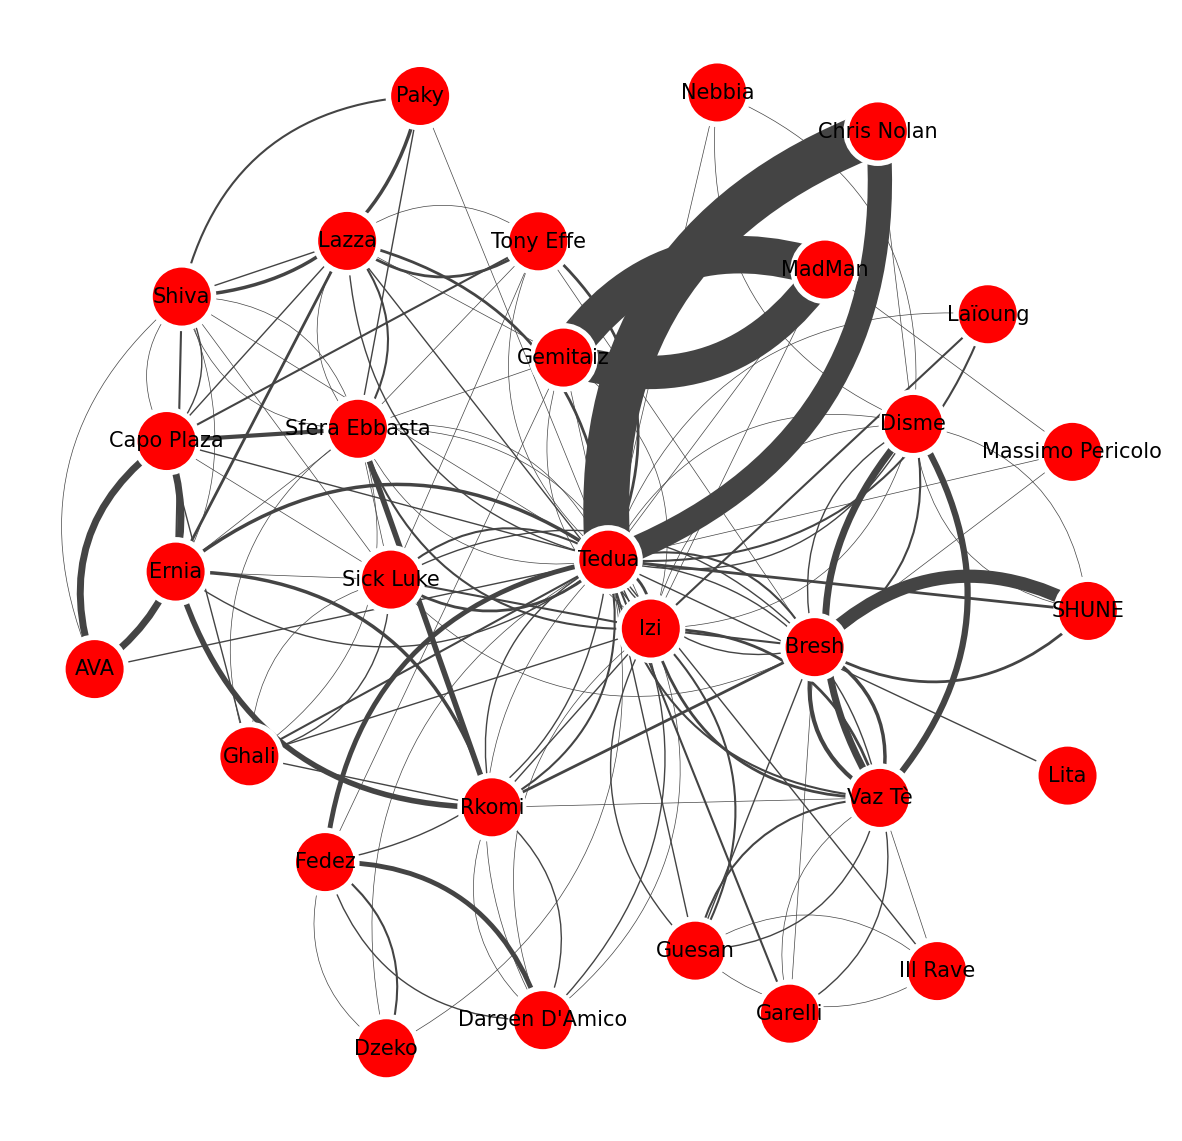 Paky
Nebbia
Chris Nolan
Lazza
Tony Effe
MadMan
Shiva
Laïoung
Gemitaiz
Disme
Sfera Ebbasta
Capo Plaza
Massimo Pericolo
Tedua
Ernia
Sick Luke
SHUNE
Izi
Bresh
AVA
Ghali
Lita
Vaz Tè
Rkomi
Fedez
Guesan
Ill Rave
Garelli
Dargen D'Amico
Dzeko